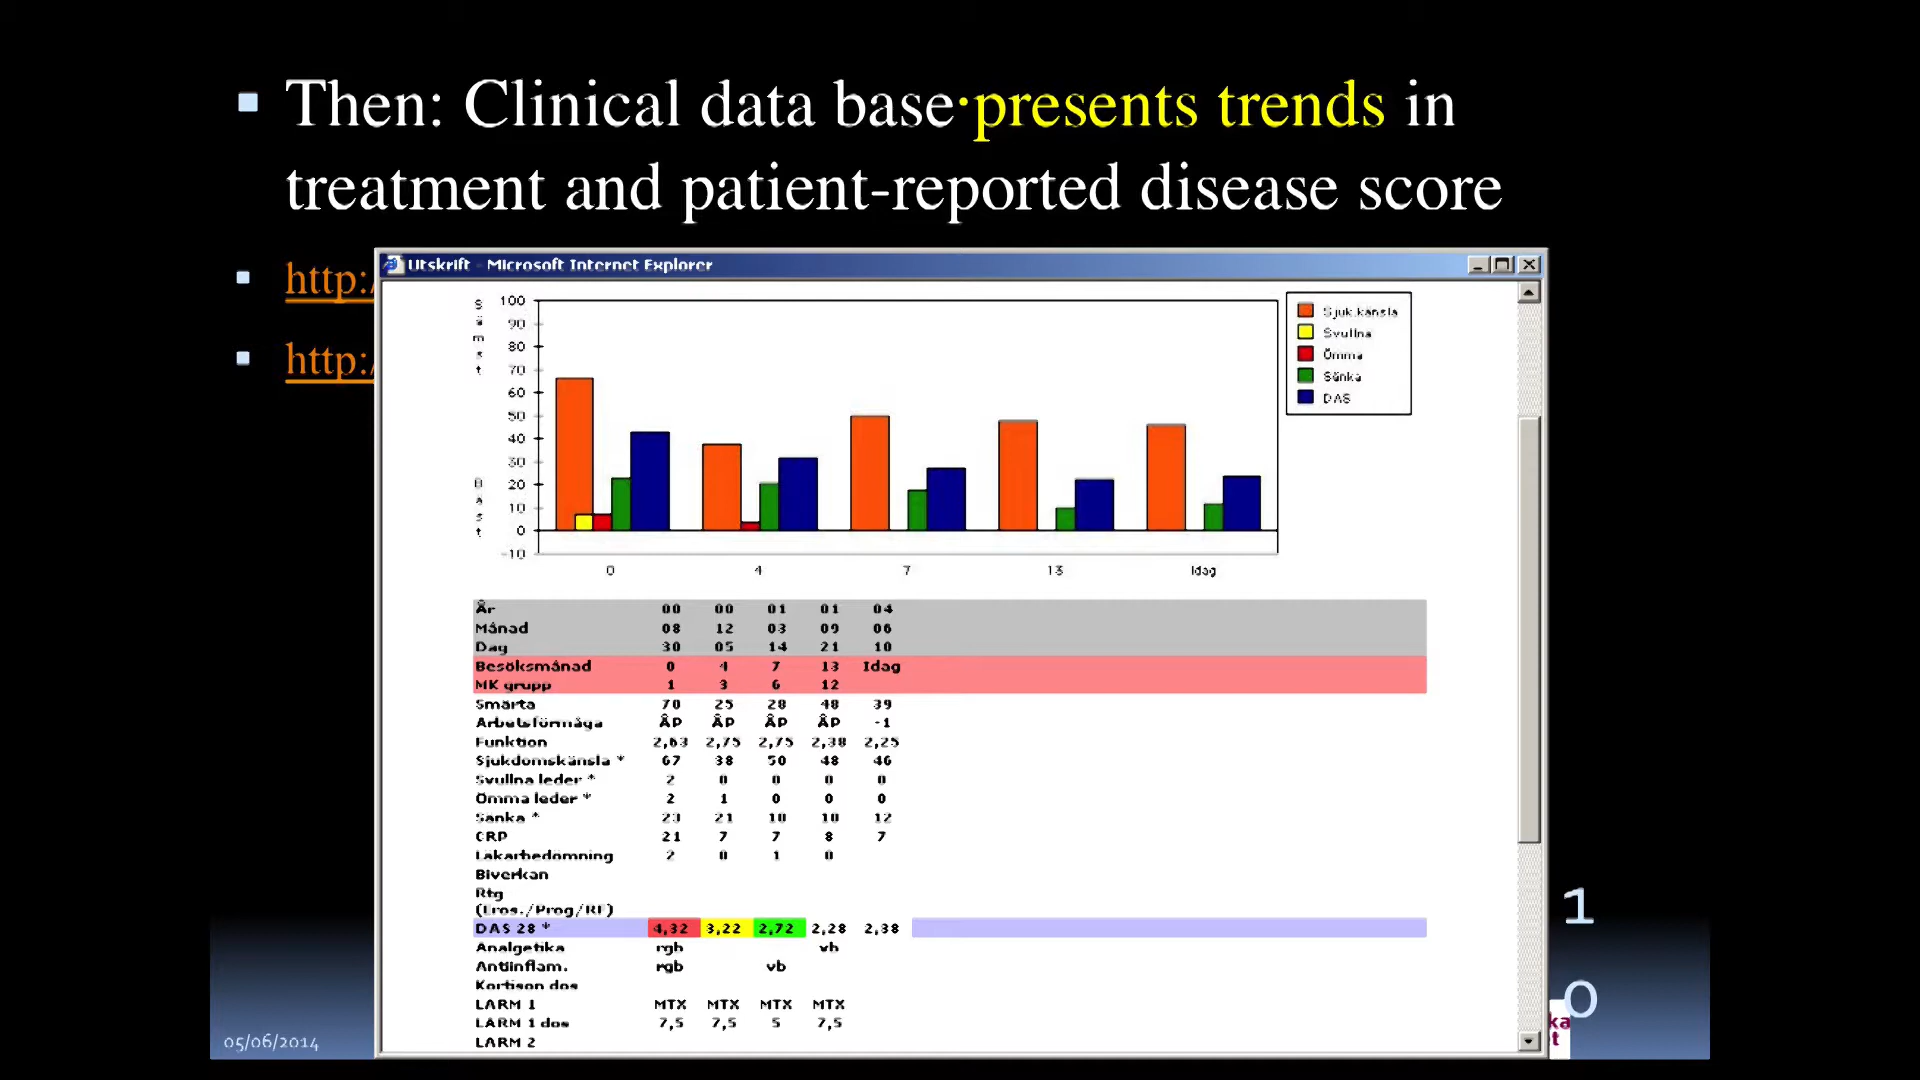 Then: Clinical data base·presents trends in
treatment and patient-reported disease score
http:/
http:/
Utskrift - Microsoft Internet Explorer
Sämst
Bäst
100
90
80
70
60
50
40
30
20
10
0
-10
0 4 7 13 Idag
Sjuk.känsla
Svullna
Ömma
Sänka
DAS
År 00 00 01 01 04
Månad 08 12 03 09 06
Dag 30 05 14 21 10
Besöksmånad 0 4 7 13 Idag
MK grupp 1 3 6 12
Smärta 70 25 28 48 39
Arbetsförmåga ÅP ÅP ÅP ÅP -1
Funktion 2,63 2,75 2,75 2,38 2,25
Sjukdomskänsla * 67 38 50 48 46
Svullna leder * 2 0 0 0 0
Ömma leder * 2 1 0 0 0
Sänka * 23 21 18 10 12
CRP 21 7 7 8 7
Läkarbedömning 2 0 1 0
Biverkan
Rtg
(Eros./Prog/RF)
DAS 28 * 4,32 3,22 2,72 2,28 2,38
Analgetika rgb vb
Antiinflam. rgb vb
Kortison dos
LARM 1 MTX MTX MTX MTX
LARM 1 dos 7,5 7,5 5 7,5
LARM 2
05/06/2014
1
0
ka
et